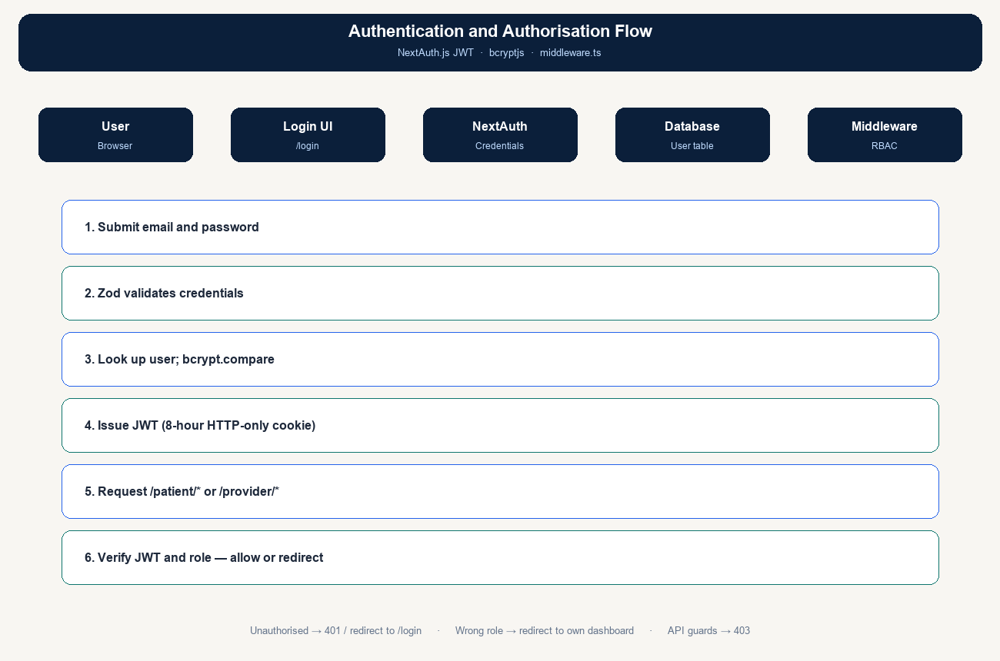 Authentication and Authorisation Flow
NextAuth.js JWT · bcryptjs · middleware.ts
User
Browser
Login UI
/login
NextAuth
Credentials
Database
User table
Middleware
RBAC
1. Submit email and password
2. Zod validates credentials
3. Look up user; bcrypt.compare
4. Issue JWT (8-hour HTTP-only cookie)
5. Request /patient/* or /provider/*
6. Verify JWT and role — allow or redirect
Unauthorised → 401 / redirect to /login · Wrong role → redirect to own dashboard · API guards → 403